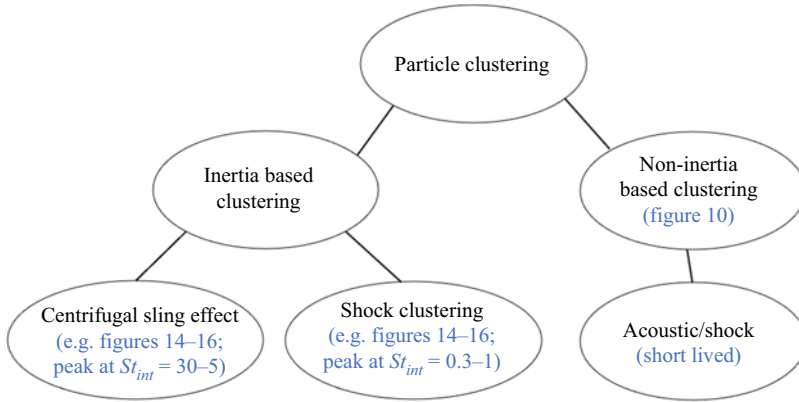 Particle clustering
Inertia based
clustering
Non-inertia
based clustering
(figure 10)
Centrifugal sling effect
(e.g. figures 14–16;
peak at St_int = 30–5)
Shock clustering
(e.g. figures 14–16;
peak at St_int = 0.3–1)
Acoustic/shock
(short lived)